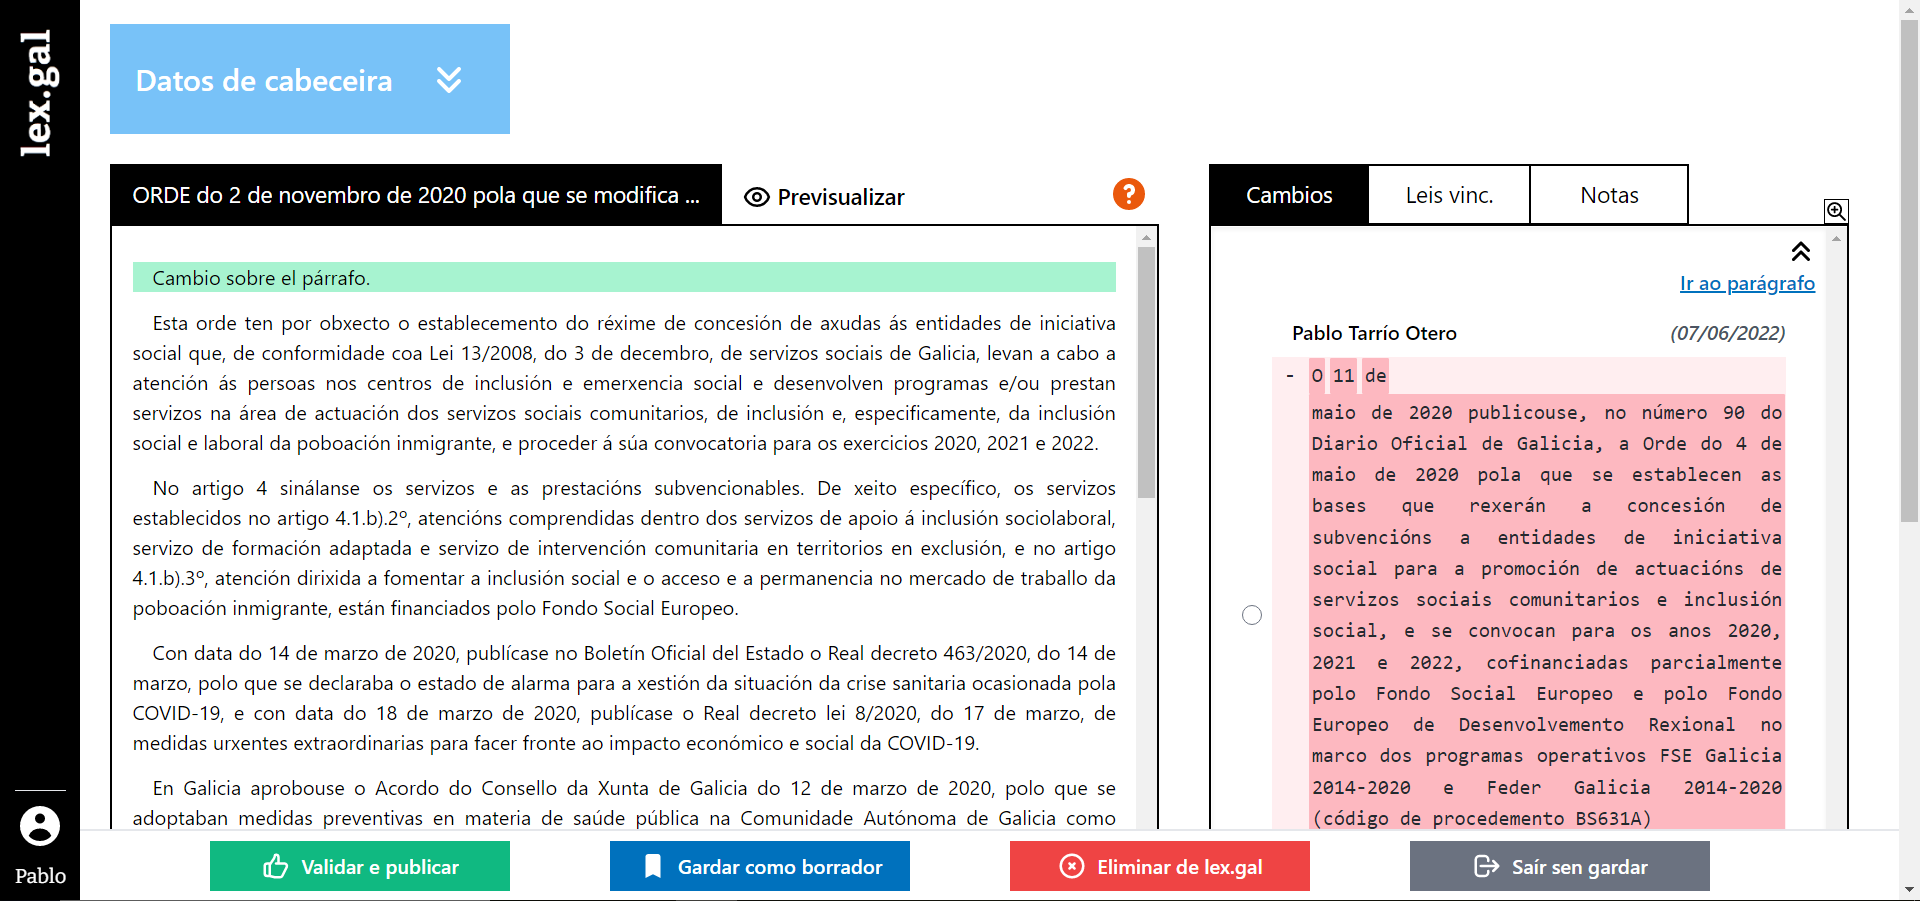 lex.gal
Datos de cabeceira
ORDE do 2 de novembro de 2020 pola que se modifica ...
Previsualizar
?
Cambio sobre el párrafo.
Esta orde ten por obxecto o establecemento do réxime de concesión de axudas ás entidades de iniciativa
social que, de conformidade coa Lei 13/2008, do 3 de decembro, de servizos sociais de Galicia, levan a cabo a
atención ás persoas nos centros de inclusión e emerxencia social e desenvolven programas e/ou prestan
servizos na área de actuación dos servizos sociais comunitarios, de inclusión e, especificamente, da inclusión
social e laboral da poboación inmigrante, e proceder á súa convocatoria para os exercicios 2020, 2021 e 2022.
No artigo 4 sinálanse os servizos e as prestacións subvencionables. De xeito específico, os servizos
establecidos no artigo 4.1.b).2º, atencións comprendidas dentro dos servizos de apoio á inclusión sociolaboral,
servizo de formación adaptada e servizo de intervención comunitaria en territorios en exclusión, e no artigo
4.1.b).3º, atención dirixida a fomentar a inclusión social e o acceso e a permanencia no mercado de traballo da
poboación inmigrante, están financiados polo Fondo Social Europeo.
Con data do 14 de marzo de 2020, publícase no Boletín Oficial del Estado o Real decreto 463/2020, do 14 de
marzo, polo que se declaraba o estado de alarma para a xestión da situación da crise sanitaria ocasionada pola
COVID-19, e con data do 18 de marzo de 2020, publícase o Real decreto lei 8/2020, do 17 de marzo, de
medidas urxentes extraordinarias para facer fronte ao impacto económico e social da COVID-19.
En Galicia aprobouse o Acordo do Consello da Xunta de Galicia do 12 de marzo de 2020, polo que se
adoptaban medidas preventivas en materia de saúde pública na Comunidade Autónoma de Galicia como
Cambios
Leis vinc.
Notas
Ir ao parágrafo
Pablo Tarrío Otero (07/06/2022)
- O 11 de
maio de 2020 publicouse, no número 90 do
Diario Oficial de Galicia, a Orde do 4 de
maio de 2020 pola que se establecen as
bases que rexerán a concesión de
subvencións a entidades de iniciativa
social para a promoción de actuacións de
servizos sociais comunitarios e inclusión
social, e se convocan para os anos 2020,
2021 e 2022, cofinanciadas parcialmente
polo Fondo Social Europeo e polo Fondo
Europeo de Desenvolvemento Rexional no
marco dos programas operativos FSE Galicia
2014-2020 e Feder Galicia 2014-2020
(código de procedemento BS631A)
Pablo
Validar e publicar
Gardar como borrador
Eliminar de lex.gal
Saír sen gardar